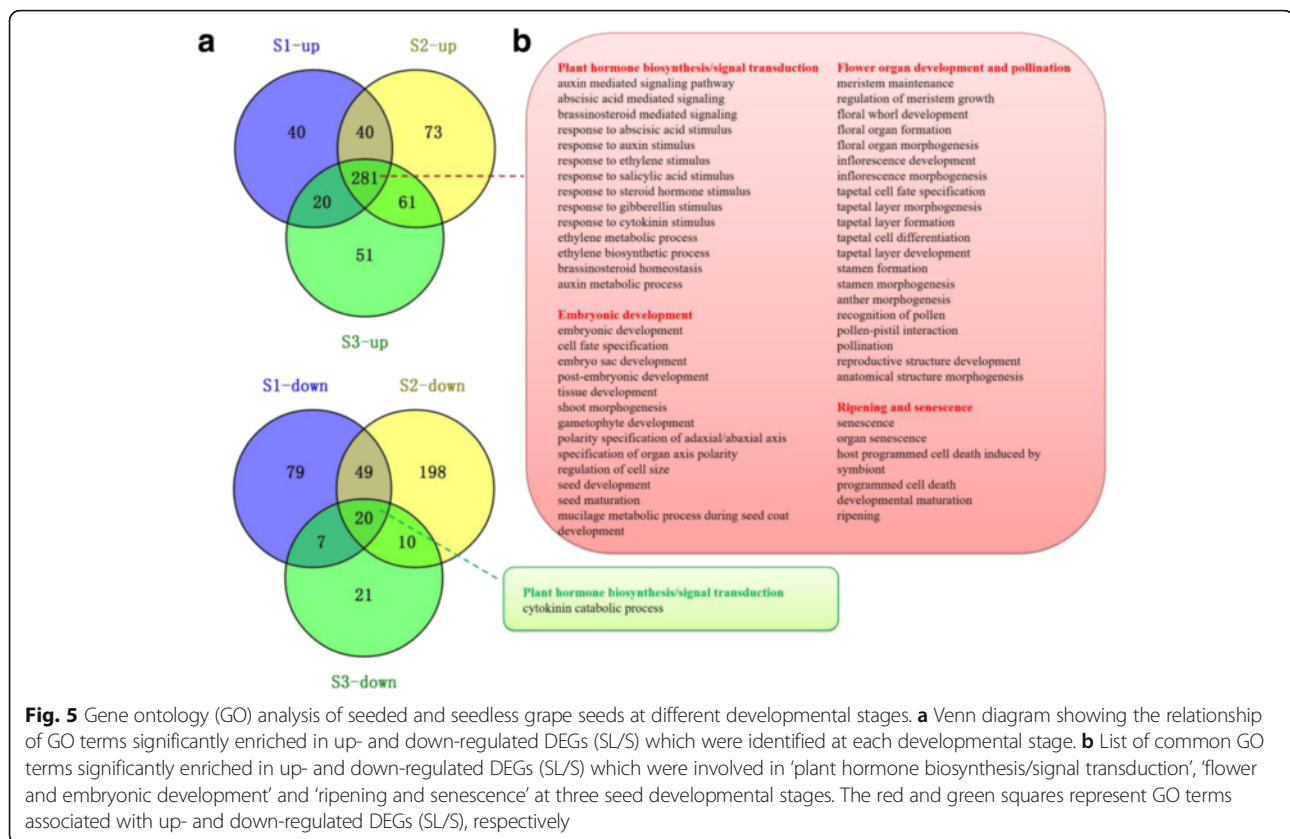 a
S1-up
S2-up
40
40
73
281
20
61
51
S3-up
S1-down
S2-down
79
49
198
20
7
10
21
S3-down
b
Plant hormone biosynthesis/signal transduction
auxin mediated signaling pathway
abscisic acid mediated signaling
brassinosteroid mediated signaling
response to abscisic acid stimulus
response to auxin stimulus
response to ethylene stimulus
response to salicylic acid stimulus
response to steroid hormone stimulus
response to gibberellin stimulus
response to cytokinin stimulus
ethylene metabolic process
ethylene biosynthetic process
brassinosteroid homeostasis
auxin metabolic process
Embryonic development
embryonic development
cell fate specification
embryo sac development
post-embryonic development
tissue development
shoot morphogenesis
gametophyte development
polarity specification of adaxial/abaxial axis
specification of organ axis polarity
regulation of cell size
seed development
seed maturation
mucilage metabolic process during seed coat
development
Flower organ development and pollination
meristem maintenance
regulation of meristem growth
floral whorl development
floral organ formation
floral organ morphogenesis
inflorescence development
inflorescence morphogenesis
tapetal cell fate specification
tapetal layer morphogenesis
tapetal layer formation
tapetal cell differentiation
tapetal layer development
stamen formation
stamen morphogenesis
anther morphogenesis
recognition of pollen
pollen-pistil interaction
pollination
reproductive structure development
anatomical structure morphogenesis
Ripening and senescence
senescence
organ senescence
host programmed cell death induced by
symbiont
programmed cell death
developmental maturation
ripening
Plant hormone biosynthesis/signal transduction
cytokinin catabolic process
Fig. 5 Gene ontology (GO) analysis of seeded and seedless grape seeds at different developmental stages. a Venn diagram showing the relationship
of GO terms significantly enriched in up- and down-regulated DEGs (SL/S) which were identified at each developmental stage. b List of common GO
terms significantly enriched in up- and down-regulated DEGs (SL/S) which were involved in ‘plant hormone biosynthesis/signal transduction’, ‘flower
and embryonic development’ and ‘ripening and senescence’ at three seed developmental stages. The red and green squares represent GO terms
associated with up- and down-regulated DEGs (SL/S), respectively